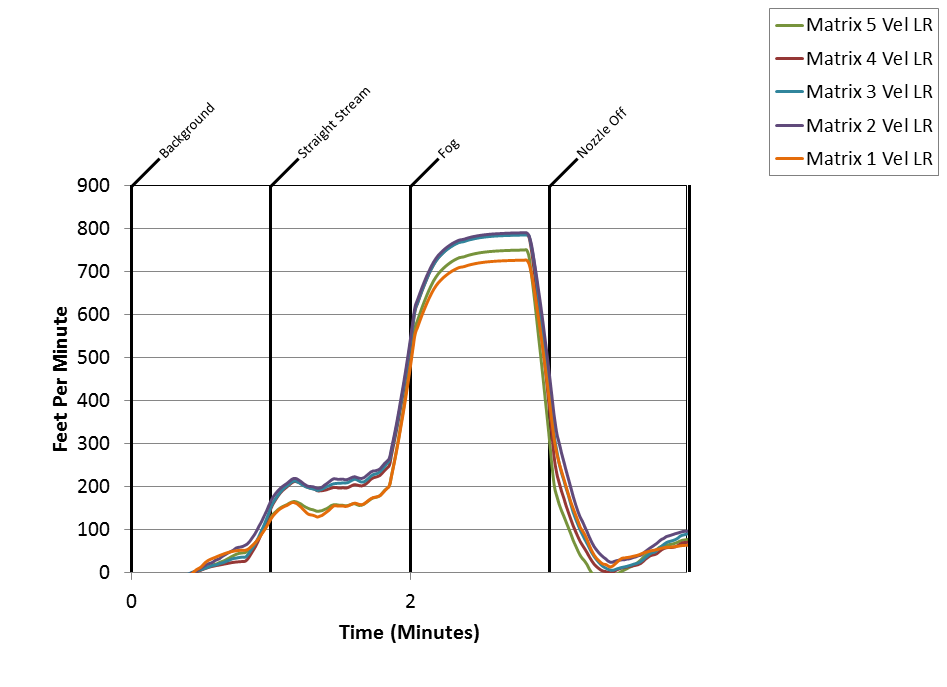 Matrix 5 Vel LR
Matrix 4 Vel LR
Matrix 3 Vel LR
Matrix 2 Vel LR
Matrix 1 Vel LR
Background
Straight Stream
Fog
Nozzle Off
900
800
700
600
500
400
300
200
100
0
Feet Per Minute
0
2
Time (Minutes)